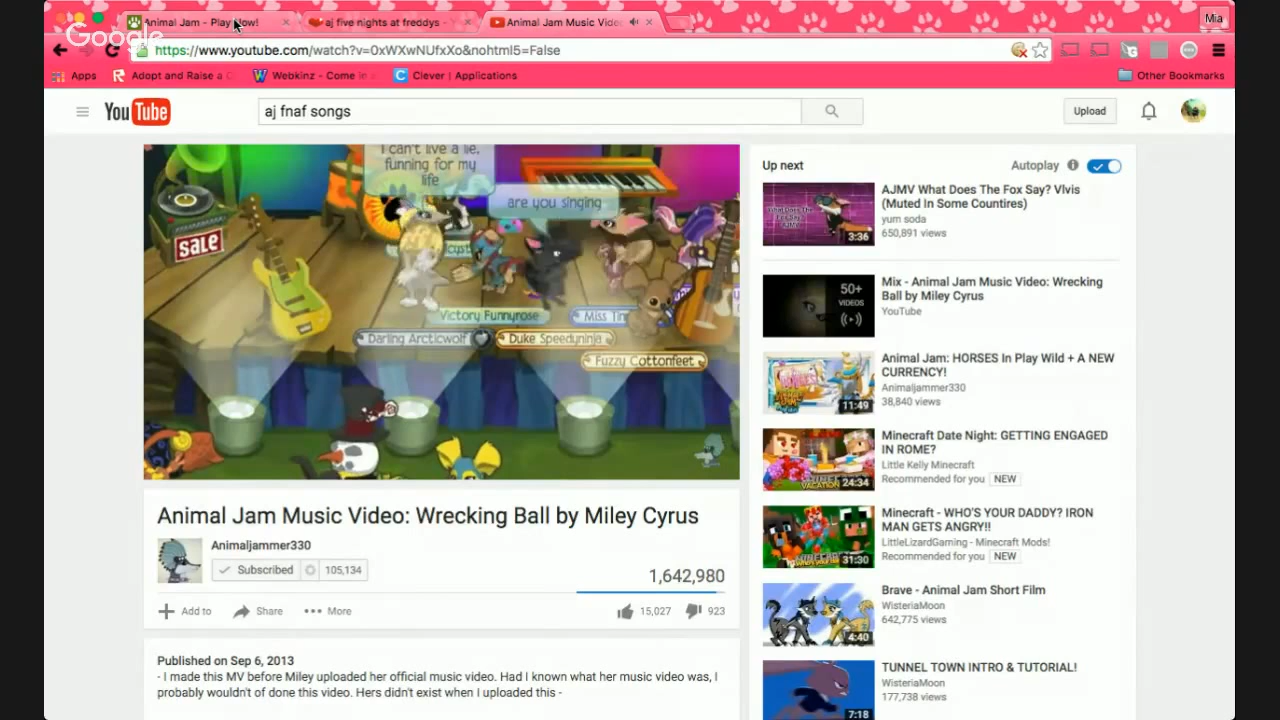 Animal Jam - Play Now!
aj five nights at freddys - Y
Animal Jam Music Vide
Mia
Google
https://www.youtube.com/watch?v=0xWXwNUfxXo&nohtml5=False
Apps
Adopt and Raise a
Webkinz - Come in
Clever | Applications
Other Bookmarks
YouTube
aj fnaf songs
Upload
I can't live a lie,
funning for my
life
are you singing
SALE
Victory Funnyrose
Miss Tin
Darling Arcticwolf
Duke Speedyninja
Fuzzy Cottonfeet
Animal Jam Music Video: Wrecking Ball by Miley Cyrus
Animaljammer330
Subscribed
105,134
1,642,980
Add to
Share
More
15,027
923
Published on Sep 6, 2013
- I made this MV before Miley uploaded her official music video. Had I known what her music video was, I
probably wouldn't of done this video. Hers didn't exist when I uploaded this -
Up next
Autoplay
AJMV What Does The Fox Say? Vlvis
(Muted In Some Countires)
yum soda
650,891 views
3:36
Mix - Animal Jam Music Video: Wrecking
Ball by Miley Cyrus
YouTube
50+
VIDEOS
Animal Jam: HORSES In Play Wild + A NEW
CURRENCY!
Animaljammer330
38,840 views
11:49
Minecraft Date Night: GETTING ENGAGED
IN ROME?
Little Kelly Minecraft
Recommended for you
NEW
24:34
Minecraft - WHO'S YOUR DADDY? IRON
MAN GETS ANGRY!!
LittleLizardGaming - Minecraft Mods!
Recommended for you
NEW
31:30
Brave - Animal Jam Short Film
WisteriaMoon
642,775 views
4:40
TUNNEL TOWN INTRO & TUTORIAL!
WisteriaMoon
177,738 views
7:18